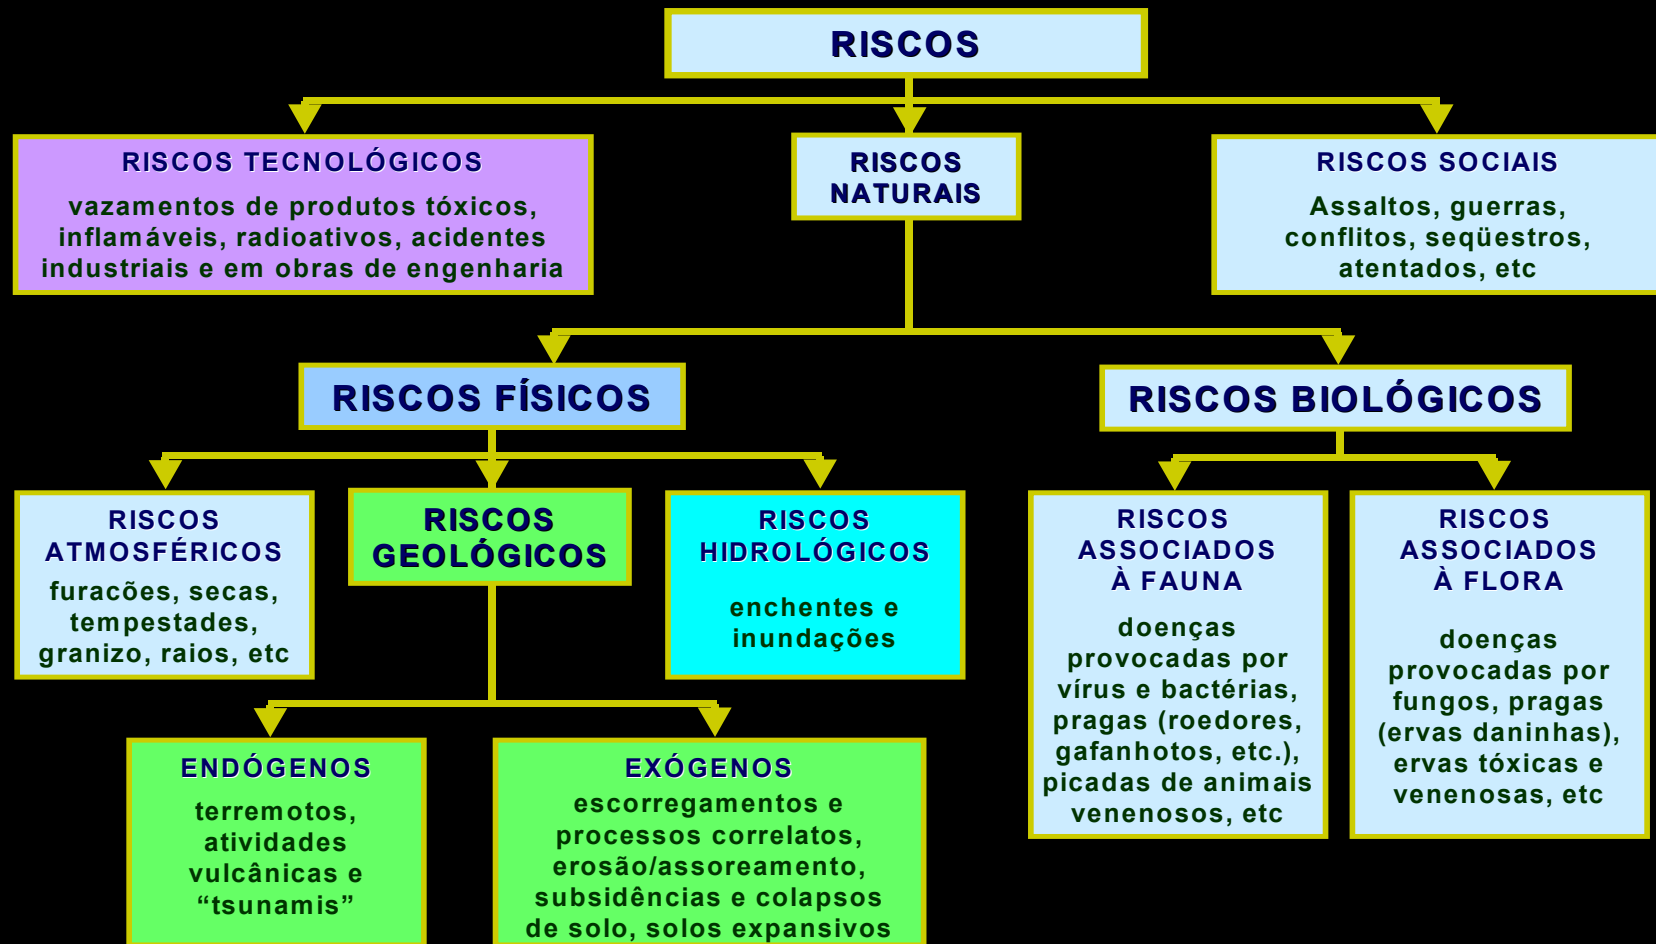 RISCOS
RISCOS TECNOLÓGICOS
vazamentos de produtos tóxicos,
inflamáveis, radioativos, acidentes
industriais e em obras de engenharia
RISCOS
NATURAIS
RISCOS SOCIAIS
Assaltos, guerras,
conflitos, seqüestros,
atentados, etc
RISCOS FÍSICOS
RISCOS BIOLÓGICOS
RISCOS
ATMOSFÉRICOS
furacões, secas,
tempestades,
granizo, raios, etc
RISCOS
GEOLÓGICOS
RISCOS
HIDROLÓGICOS
enchentes e
inundações
RISCOS
ASSOCIADOS
À FAUNA
doenças
provocadas por
vírus e bactérias,
pragas (roedores,
gafanhotos, etc.),
picadas de animais
venenosos, etc
RISCOS
ASSOCIADOS
À FLORA
doenças
provocadas por
fungos, pragas
(ervas daninhas),
ervas tóxicas e
venenosas, etc
ENDÓGENOS
terremotos,
atividades
vulcânicas e
“tsunamis”
EXÓGENOS
escorregamentos e
processos correlatos,
erosão/assoreamento,
subsidências e colapsos
de solo, solos expansivos